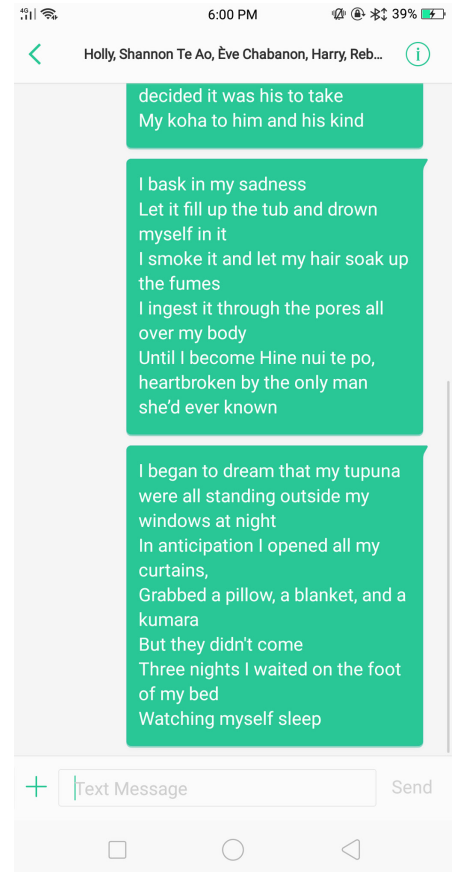 4G
6:00 PM
39%
Holly, Shannon Te Ao, Ève Chabanon, Harry, Reb...
decided it was his to take
My koha to him and his kind
I bask in my sadness
Let it fill up the tub and drown
myself in it
I smoke it and let my hair soak up
the fumes
I ingest it through the pores all
over my body
Until I become Hine nui te po,
heartbroken by the only man
she’d ever known
I began to dream that my tupuna
were all standing outside my
windows at night
In anticipation I opened all my
curtains,
Grabbed a pillow, a blanket, and a
kumara
But they didn't come
Three nights I waited on the foot
of my bed
Watching myself sleep
Text Message
Send